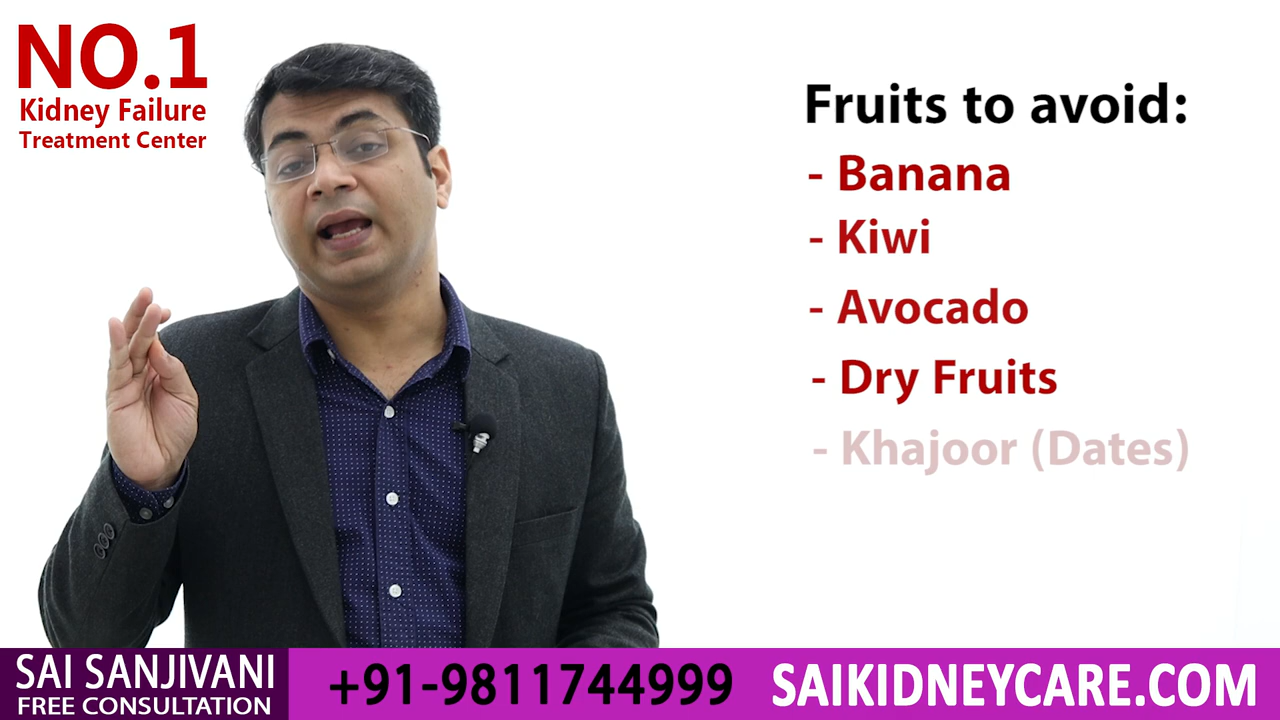 NO.1
Kidney Failure
Treatment Center
Fruits to avoid:
- Banana
- Kiwi
- Avocado
- Dry Fruits
- Khajoor (Dates)
SAI SANJIVANI
FREE CONSULTATION
+91-9811744999
SAIKIDNEYCARE.COM